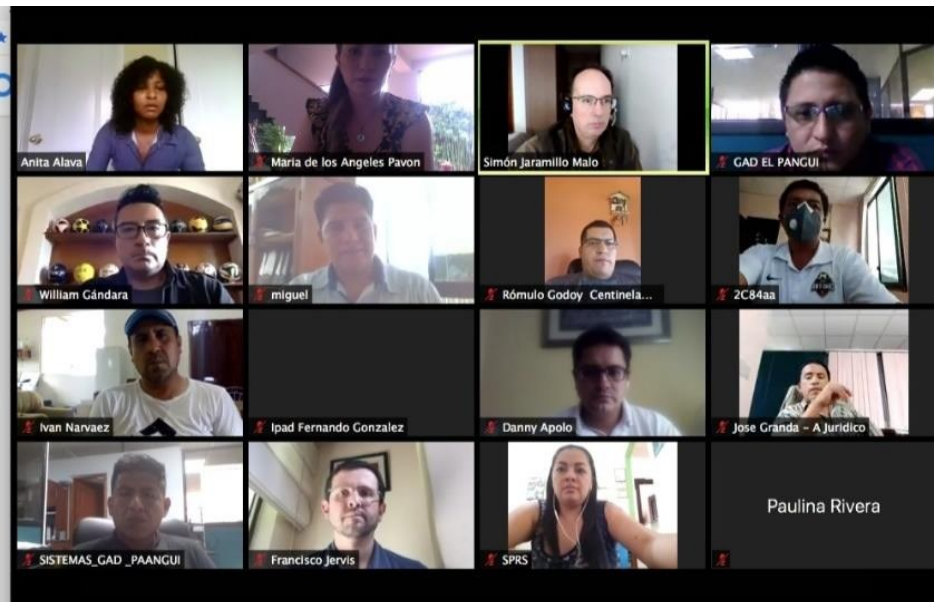 Anita Alava
Maria de los Angeles Pavon
Simón Jaramillo Malo
GAD EL PANGUI
William Gándara
miguel
Rómulo Godoy Centinela...
2C84aa
Ivan Narvaez
Ipad Fernando Gonzalez
Danny Apolo
Jose Granda - A Juridico
SISTEMAS_GAD _PAANGUI
Francisco Jervis
SPRS
Paulina Rivera